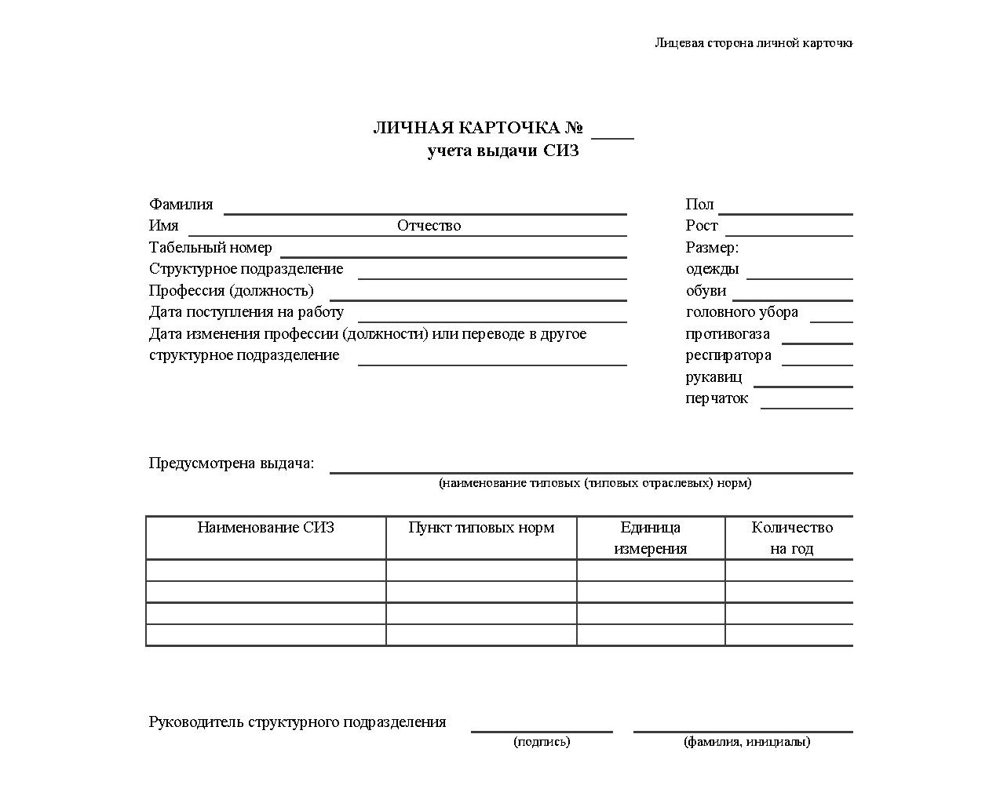 Лицевая сторона личной карточки
ЛИЧНАЯ КАРТОЧКА №
учета выдачи СИЗ
Фамилия
Имя Отчество
Табельный номер
Структурное подразделение
Профессия (должность)
Дата поступления на работу
Дата изменения профессии (должности) или переводе в другое
структурное подразделение
Пол
Рост
Размер:
одежды
обуви
головного убора
противогаза
респиратора
рукавиц
перчаток
Предусмотрена выдача:
(наименование типовых (типовых отраслевых) норм)
Наименование СИЗ
Пункт типовых норм
Единица
измерения
Количество
на год
Руководитель структурного подразделения
(подпись)
(фамилия, инициалы)